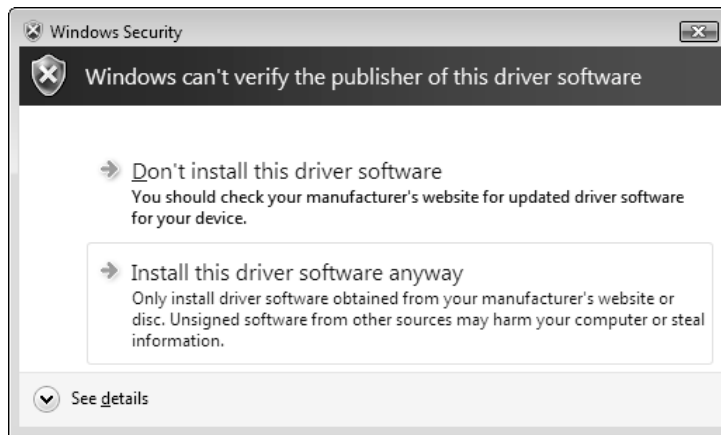 Windows Security
Windows can't verify the publisher of this driver software
Don't install this driver software
You should check your manufacturer's website for updated driver software
for your device.
Install this driver software anyway
Only install driver software obtained from your manufacturer's website or
disc. Unsigned software from other sources may harm your computer or steal
information.
See details